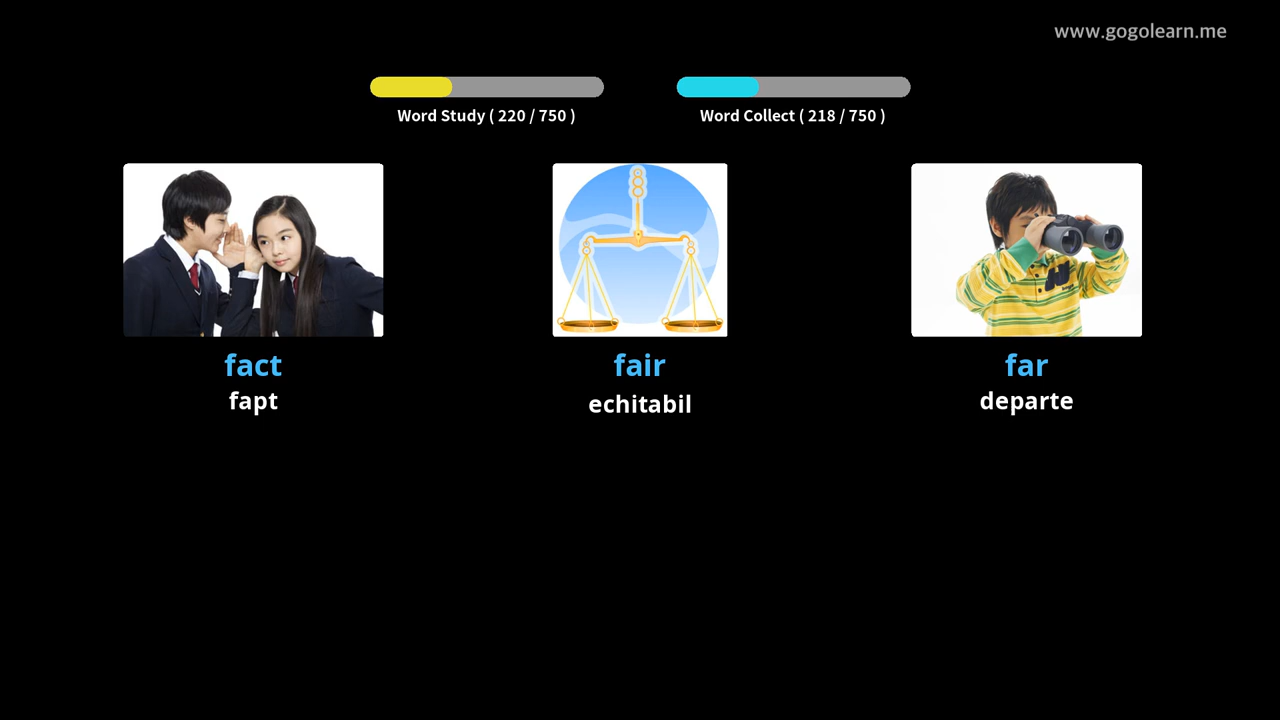 www.gogolearn.me
Word Study ( 220 / 750 )
Word Collect ( 218 / 750 )
fact
fapt
fair
echitabil
far
departe